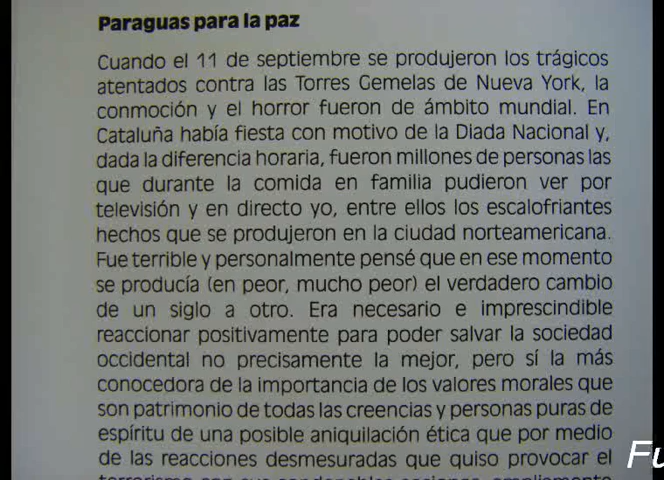 Paraguas para la paz
Cuando el 11 de septiembre se produjeron los trágicos
atentados contra las Torres Gemelas de Nueva York, la
conmoción y el horror fueron de ámbito mundial. En
Cataluña había fiesta con motivo de la Diada Nacional y,
dada la diferencia horaria, fueron millones de personas las
que durante la comida en familia pudieron ver por
televisión y en directo yo, entre ellos los escalofriantes
hechos que se produjeron en la ciudad norteamericana.
Fue terrible y personalmente pensé que en ese momento
se producía (en peor, mucho peor) el verdadero cambio
de un siglo a otro. Era necesario e imprescindible
reaccionar positivamente para poder salvar la sociedad
occidental no precisamente la mejor, pero sí la más
conocedora de la importancia de los valores morales que
son patrimonio de todas las creencias y personas puras de
espíritu de una posible aniquilación ética que por medio
de las reacciones desmesuradas que quiso provocar el
Fu